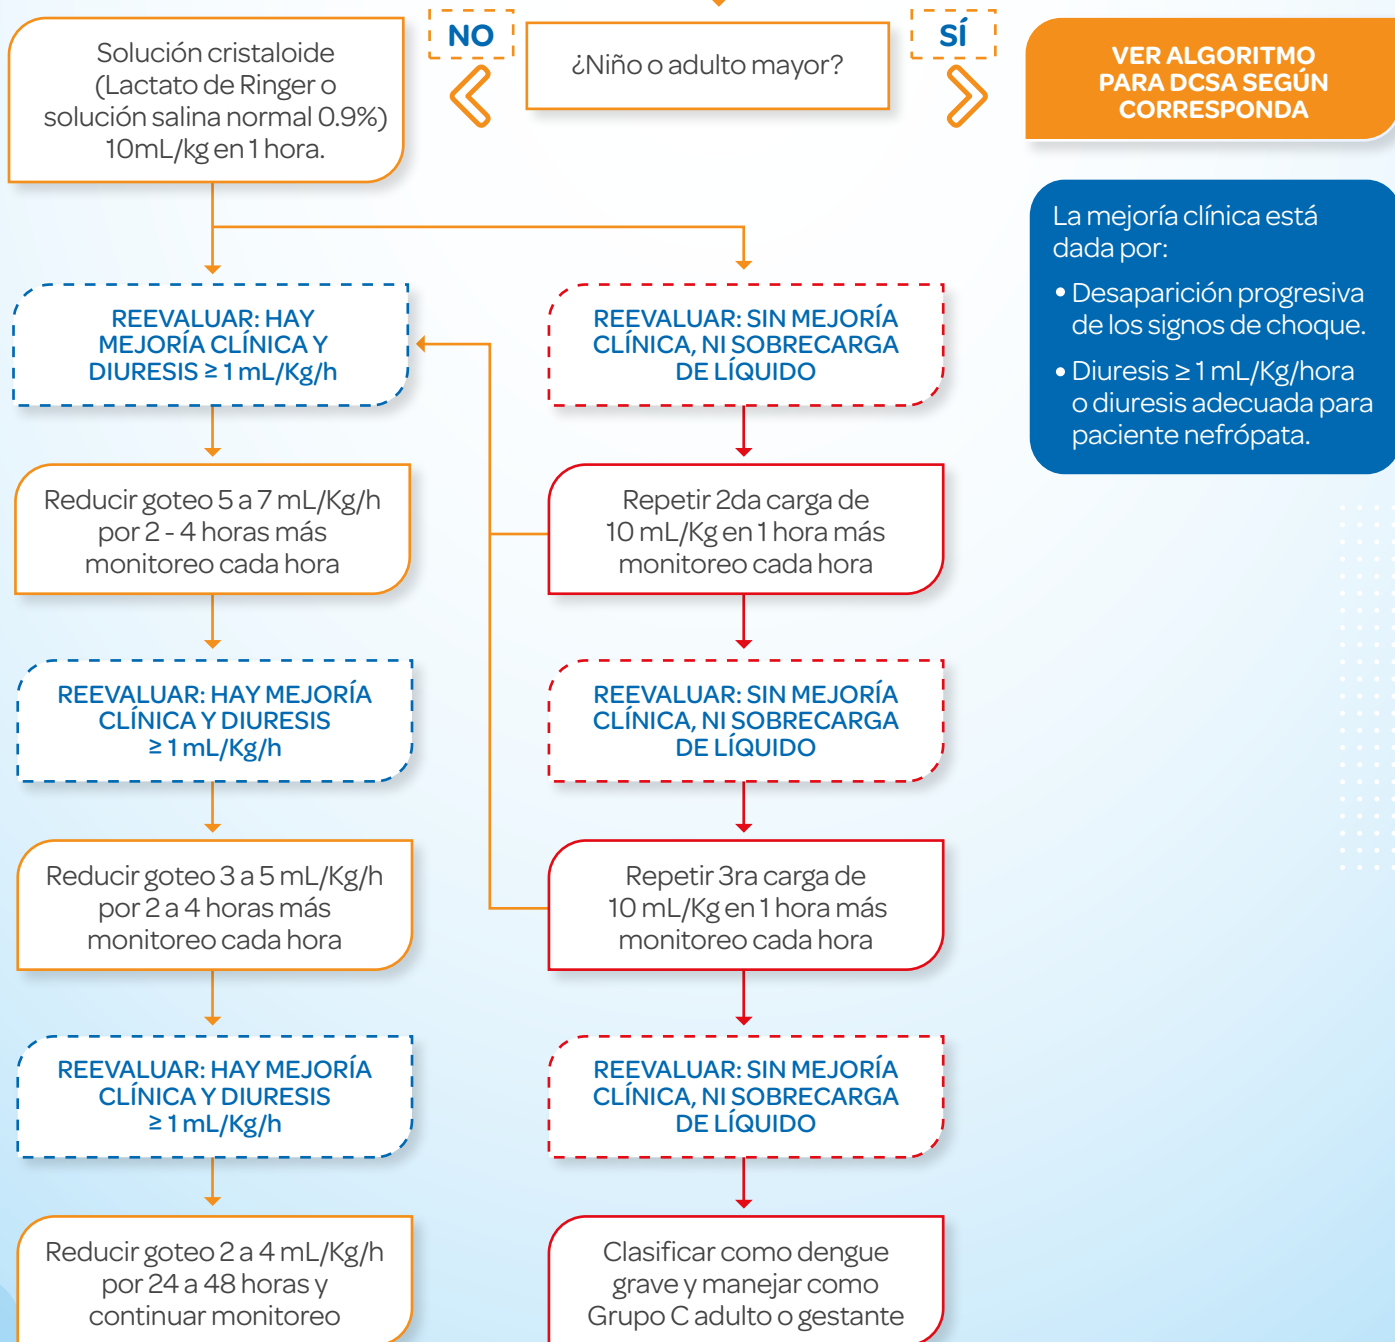 Solución cristaloide
(Lactato de Ringer o
solución salina normal 0.9%)
10mL/kg en 1 hora.
NO
¿Niño o adulto mayor?
SÍ
VER ALGORITMO
PARA DCSA SEGÚN
CORRESPONDA
La mejoría clínica está
dada por:
• Desaparición progresiva
de los signos de choque.
• Diuresis ≥ 1 mL/Kg/hora
o diuresis adecuada para
paciente nefrópata.
REEVALUAR: HAY
MEJORÍA CLÍNICA Y
DIURESIS ≥ 1 mL/Kg/h
REEVALUAR: SIN MEJORÍA
CLÍNICA, NI SOBRECARGA
DE LÍQUIDO
Reducir goteo 5 a 7 mL/Kg/h
por 2 - 4 horas más
monitoreo cada hora
Repetir 2da carga de
10 mL/Kg en 1 hora más
monitoreo cada hora
REEVALUAR: HAY MEJORÍA
CLÍNICA Y DIURESIS
≥ 1 mL/Kg/h
REEVALUAR: SIN MEJORÍA
CLÍNICA, NI SOBRECARGA
DE LÍQUIDO
Reducir goteo 3 a 5 mL/Kg/h
por 2 a 4 horas más
monitoreo cada hora
Repetir 3ra carga de
10 mL/Kg en 1 hora más
monitoreo cada hora
REEVALUAR: HAY MEJORÍA
CLÍNICA Y DIURESIS
≥ 1 mL/Kg/h
REEVALUAR: SIN MEJORÍA
CLÍNICA, NI SOBRECARGA
DE LÍQUIDO
Reducir goteo 2 a 4 mL/Kg/h
por 24 a 48 horas y
continuar monitoreo
Clasificar como dengue
grave y manejar como
Grupo C adulto o gestante